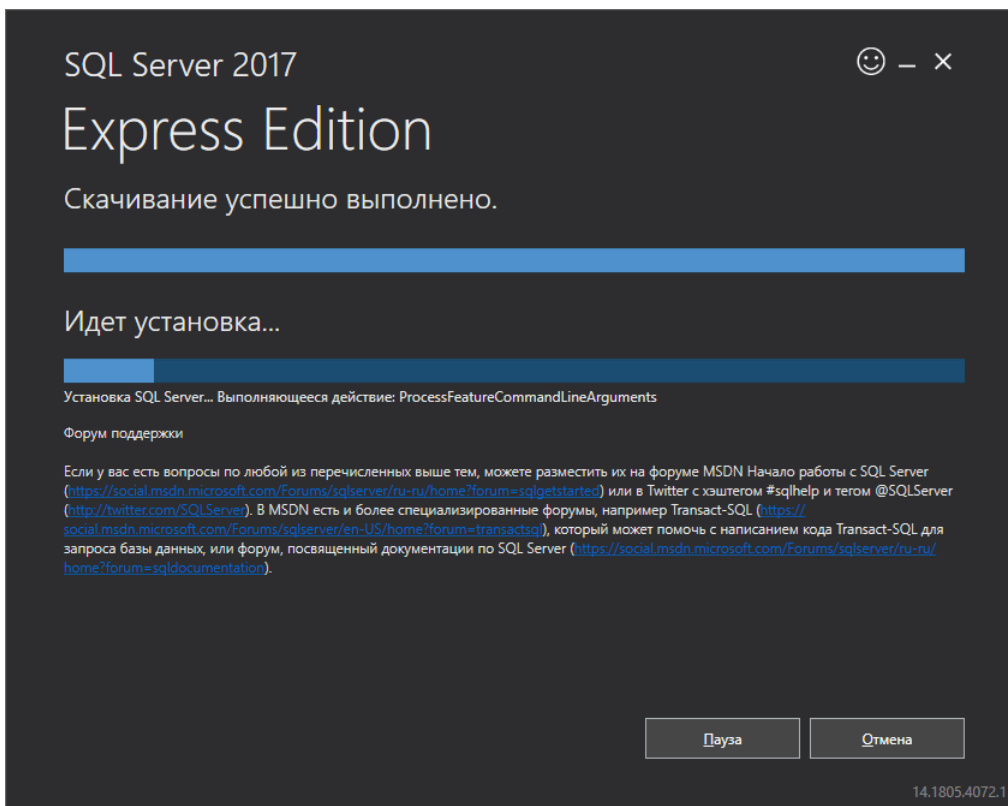 SQL Server 2017
Express Edition
Скачивание успешно выполнено.
Идет установка...
Установка SQL Server... Выполняющееся действие: ProcessFeatureCommandLineArguments
Форум поддержки
Если у вас есть вопросы по любой из перечисленных выше тем, можете разместить их на форуме MSDN Начало работы с SQL Server
(https://social.msdn.microsoft.com/Forums/sqlserver/ru-ru/home?forum=sqlgetstarted) или в Twitter с хэштегом #sqlhelp и тегом @SQLServer
(http://twitter.com/SQLServer). В MSDN есть и более специализированные форумы, например Transact-SQL (https://
social.msdn.microsoft.com/Forums/sqlserver/en-US/home?forum=transactsql), который может помочь с написанием кода Transact-SQL для
запроса базы данных, или форум, посвященный документации по SQL Server (https://social.msdn.microsoft.com/Forums/sqlserver/ru-ru/
home?forum=sqldocumentation).
Пауза
Отмена
14.1805.4072.1